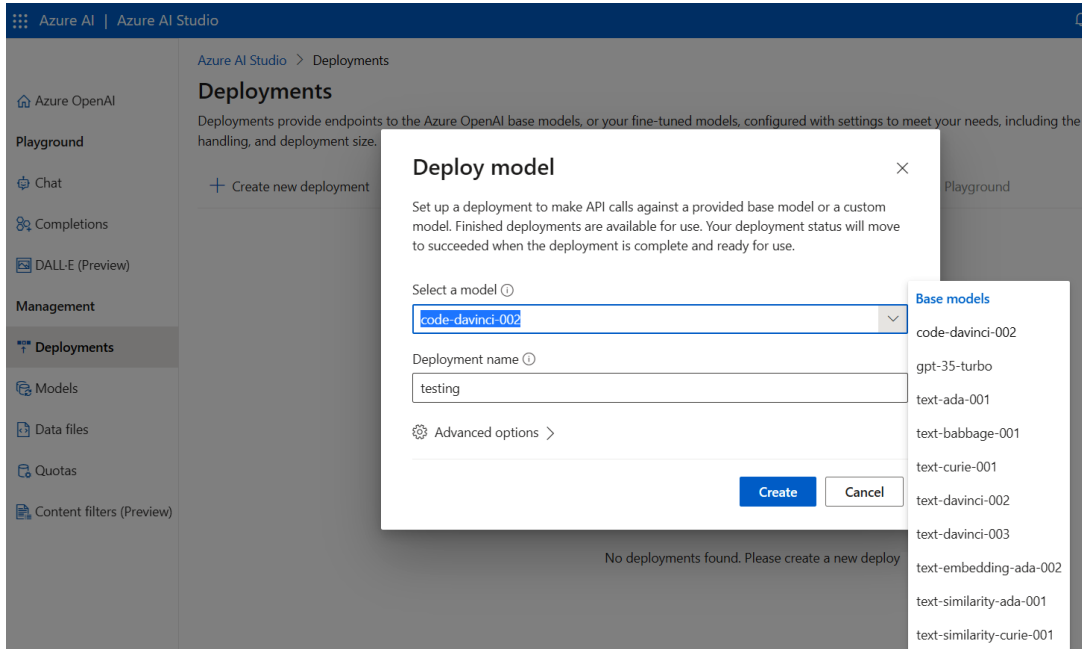 Azure AI | Azure AI Studio
Azure AI Studio > Deployments
Deployments
Deployments provide endpoints to the Azure OpenAI base models, or your fine-tuned models, configured with settings to meet your needs, including the
handling, and deployment size.
Azure OpenAI
Playground
Chat
Completions
DALL·E (Preview)
Management
Deployments
Models
Data files
Quotas
Content filters (Preview)
+ Create new deployment
Playground
Deploy model
Set up a deployment to make API calls against a provided base model or a custom
model. Finished deployments are available for use. Your deployment status will move
to succeeded when the deployment is complete and ready for use.
Select a model
code-davinci-002
Deployment name
testing
Advanced options >
Create
Cancel
Base models
code-davinci-002
gpt-35-turbo
text-ada-001
text-babbage-001
text-curie-001
text-davinci-002
text-davinci-003
text-embedding-ada-002
text-similarity-ada-001
text-similarity-curie-001
No deployments found. Please create a new deploy